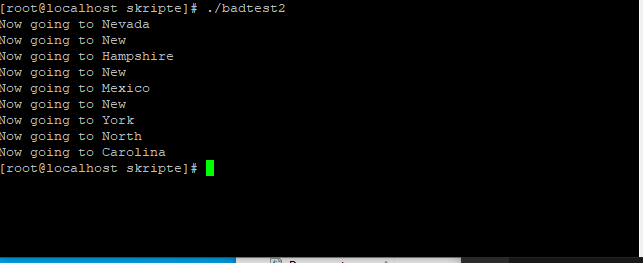 [root@localhost skripte]# ./badtest2
Now going to Nevada
Now going to New
Now going to Hampshire
Now going to New
Now going to Mexico
Now going to New
Now going to York
Now going to North
Now going to Carolina
[root@localhost skripte]#